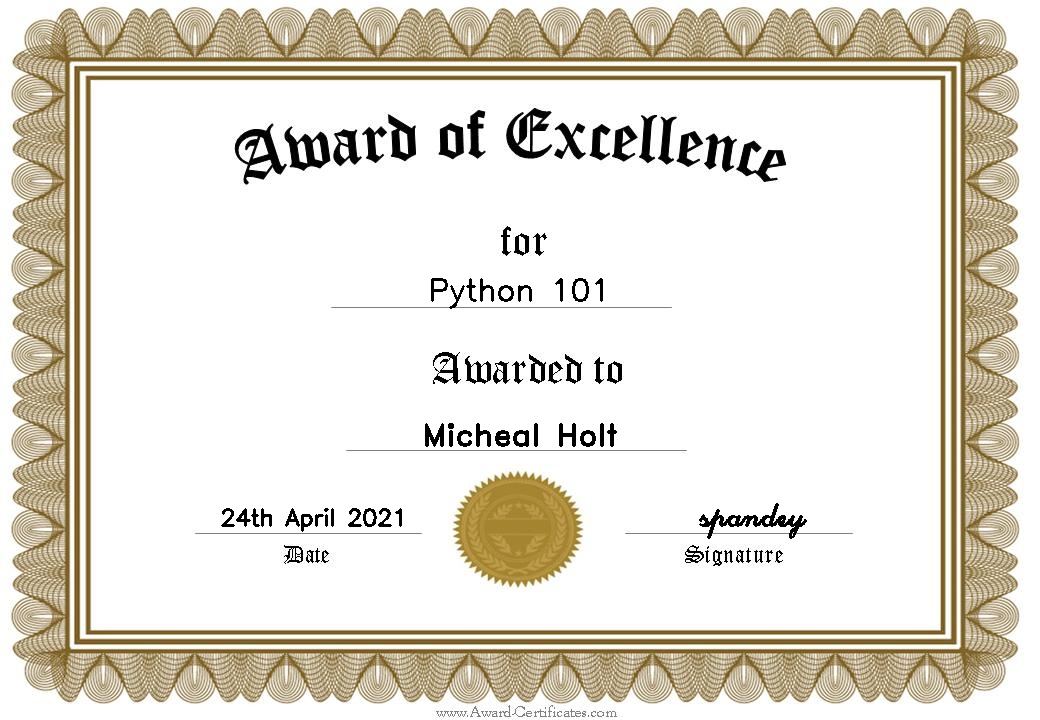 Award of Excellence
for
Python 101
Awarded to
Micheal Holt
24th April 2021
spandey
Date
Signature
www.Award-Certificates.com